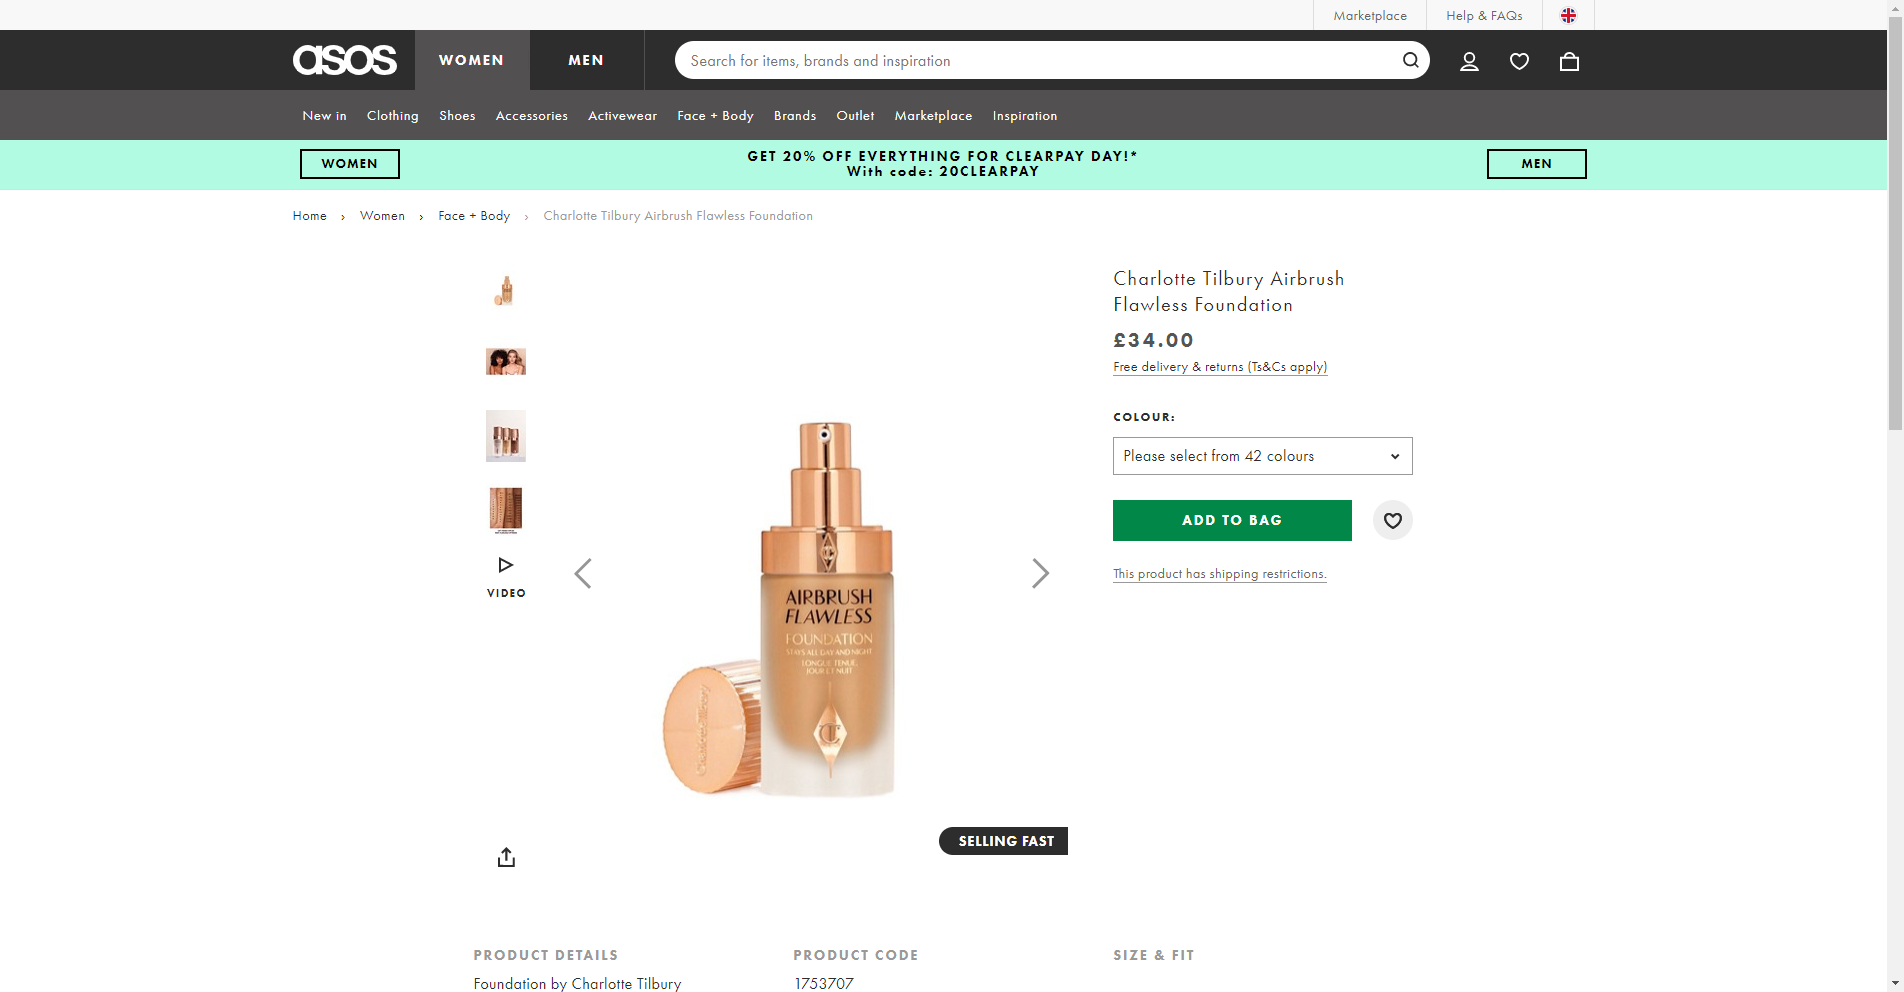 Marketplace
Help & FAQs
asos
WOMEN
MEN
Search for items, brands and inspiration
New in
Clothing
Shoes
Accessories
Activewear
Face + Body
Brands
Outlet
Marketplace
Inspiration
WOMEN
GET 20% OFF EVERYTHING FOR CLEARPAY DAY!*
With code: 20CLEARPAY
MEN
Home › Women › Face + Body › Charlotte Tilbury Airbrush Flawless Foundation
VIDEO
AIRBRUSH
FLAWLESS
FOUNDATION
STAYS ALL DAY AND NIGHT
LONGUE TENUE,
JOUR ET NUIT
CT
Charlotte Tilbury
SELLING FAST
Charlotte Tilbury Airbrush
Flawless Foundation
£34.00
Free delivery & returns (Ts&Cs apply)
COLOUR:
Please select from 42 colours
ADD TO BAG
This product has shipping restrictions.
PRODUCT DETAILS
Foundation by Charlotte Tilbury
PRODUCT CODE
1753707
SIZE & FIT